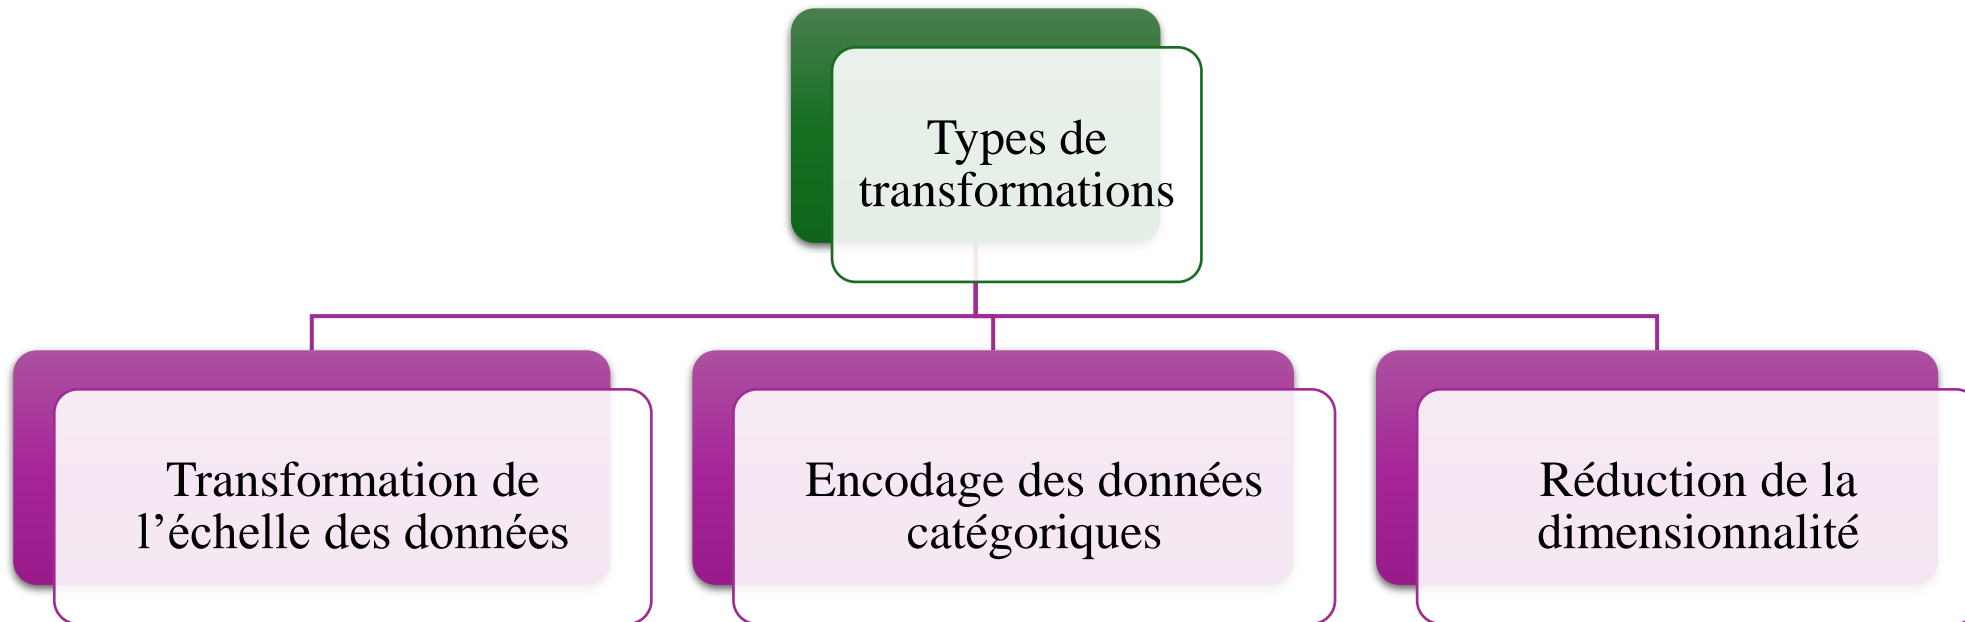 Types de
transformations
Transformation de
l’échelle des données
Encodage des données
catégoriques
Réduction de la
dimensionnalité